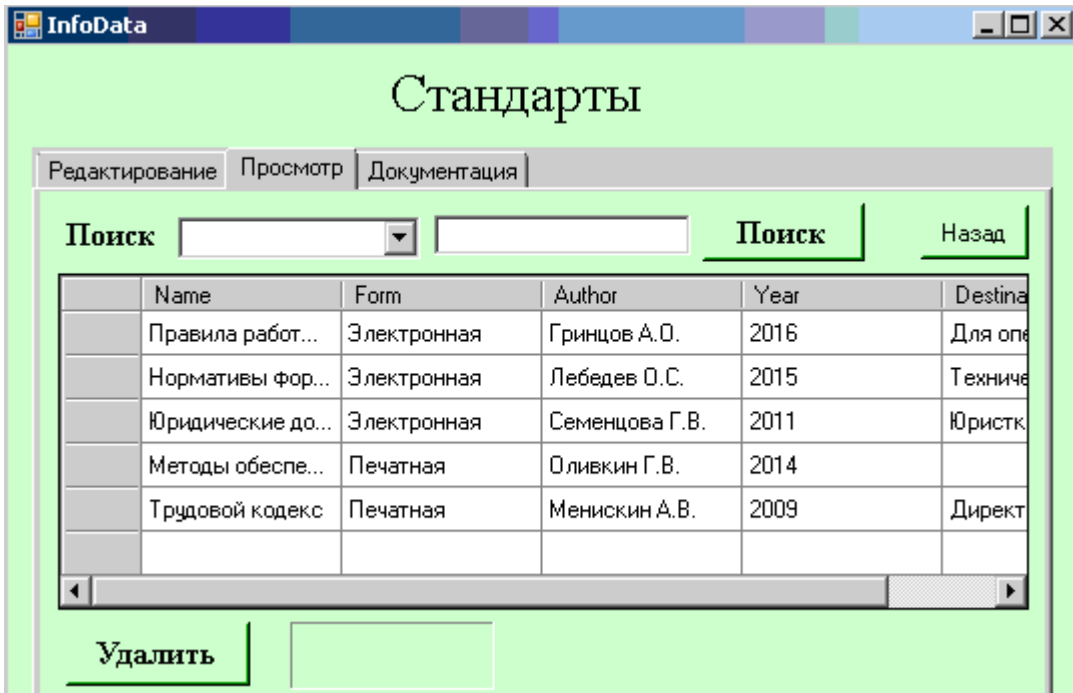 InfoData
Стандарты
Редактирование Просмотр Документация
Поиск Поиск Назад
Name Form Author Year Destina
Правила работ... Электронная Гринцов А.О. 2016 Для опе
Нормативы фор... Электронная Лебедев О.С. 2015 Техниче
Юридические до... Электронная Семенцова Г.В. 2011 Юристк
Методы обеспе... Печатная Оливкин Г.В. 2014
Трудовой кодекс Печатная Менискин А.В. 2009 Директ
Удалить